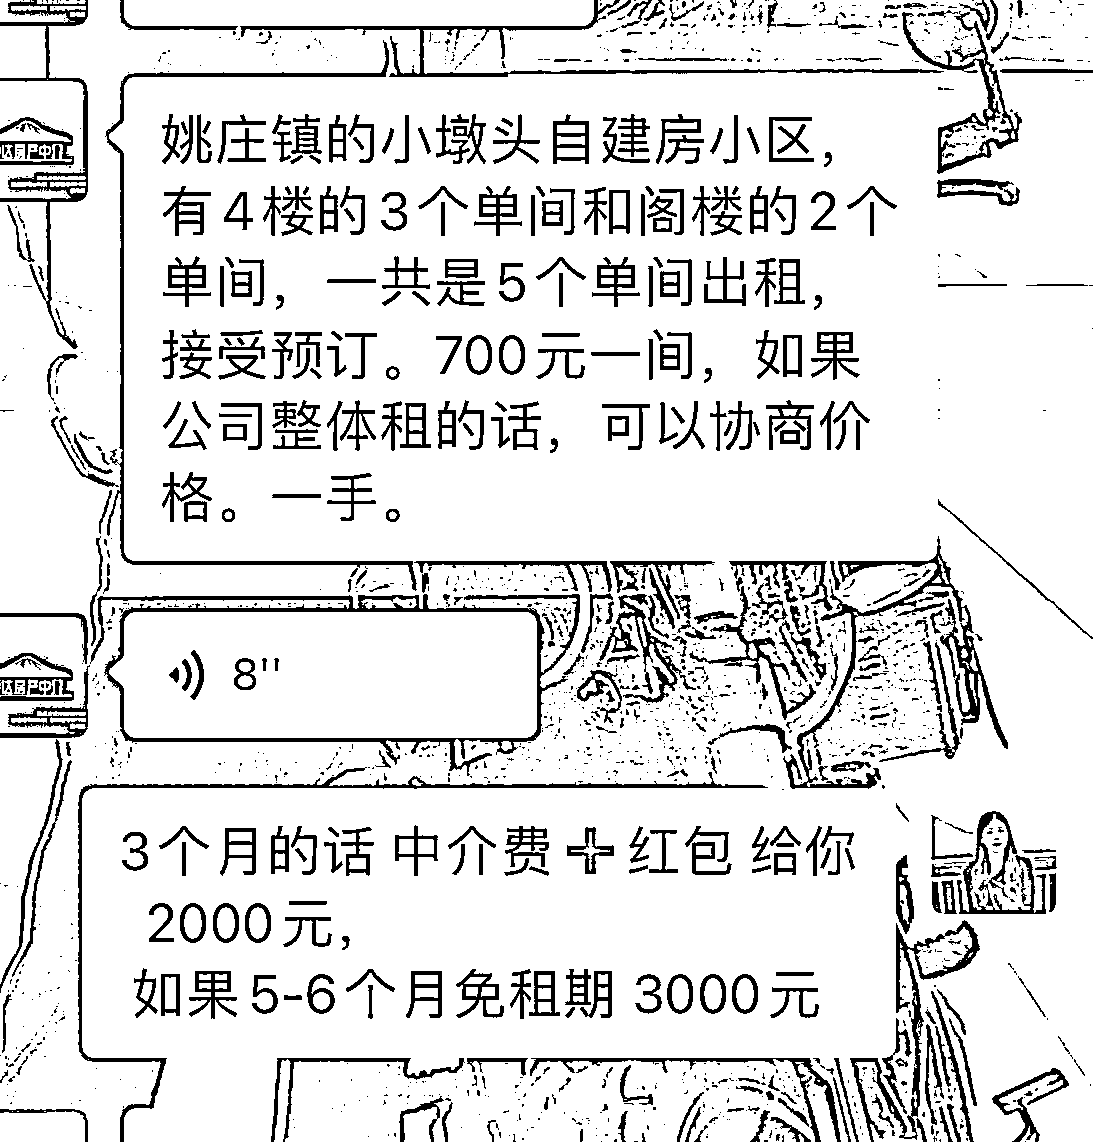 姚庄镇的小墩头自建房小区，
有4楼的3个单间和阁楼的2个
单间，一共是5个单间出租，
接受预订。700元一间，如果
公司整体租的话，可以协商价
格。一手。
8"
3个月的话 中介费➕红包 给你
2000元，
如果5-6个月免租期 3000元